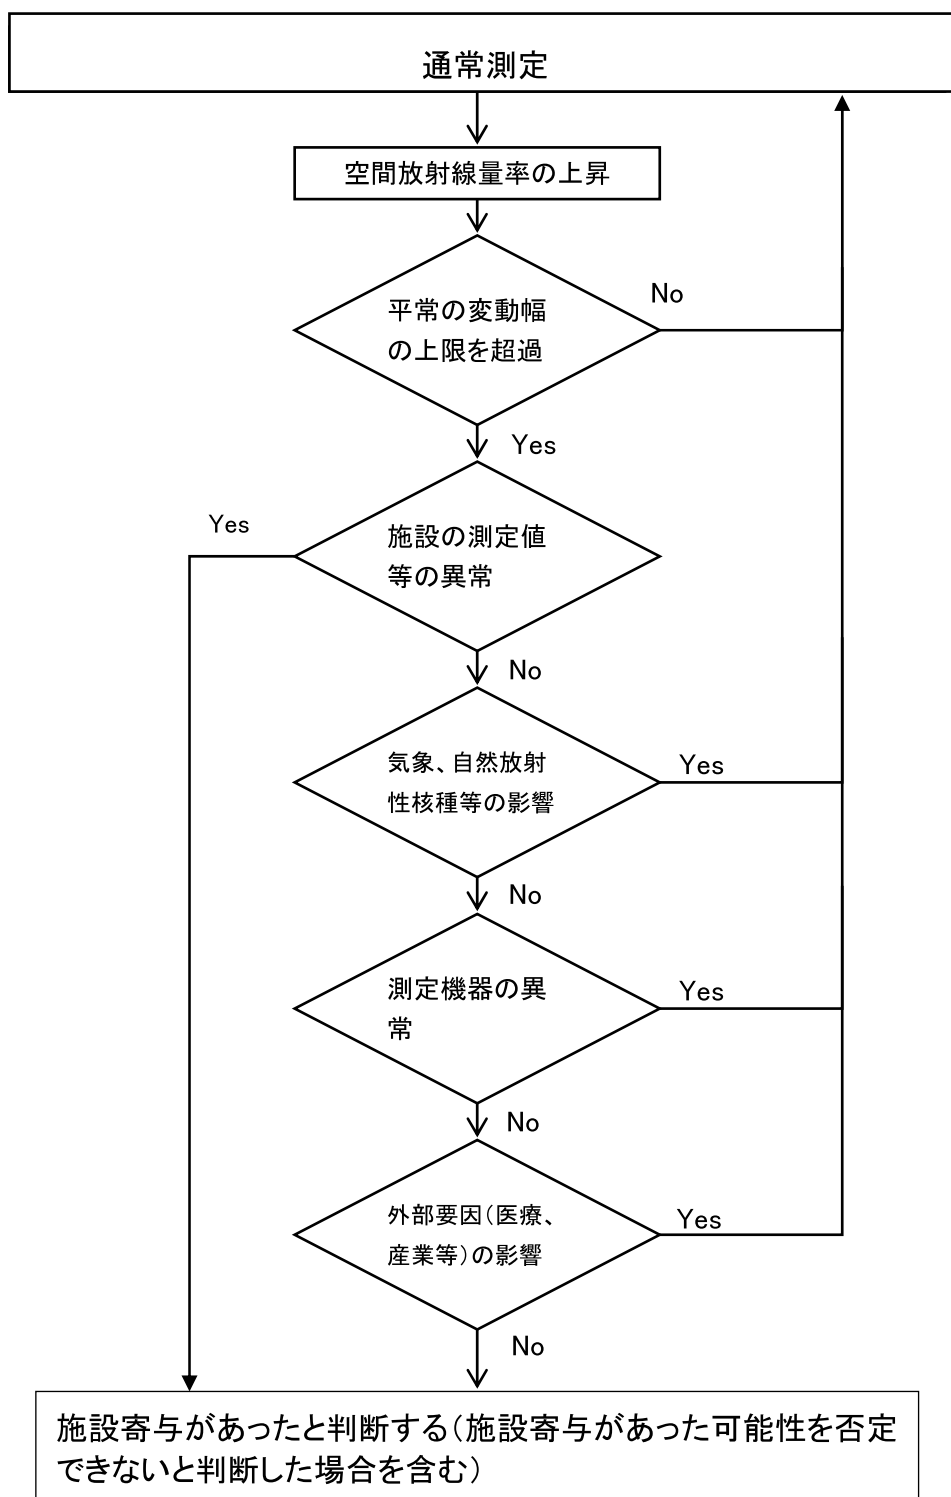 通常測定
空間放射線量率の上昇
平常の変動幅
の上限を超過
No
Yes
施設の測定値
等の異常
Yes
No
気象、自然放射
性核種等の影響
Yes
No
測定機器の異
常
Yes
No
外部要因（医療、
産業等）の影響
Yes
No
施設寄与があったと判断する（施設寄与があった可能性を否定
できないと判断した場合を含む）